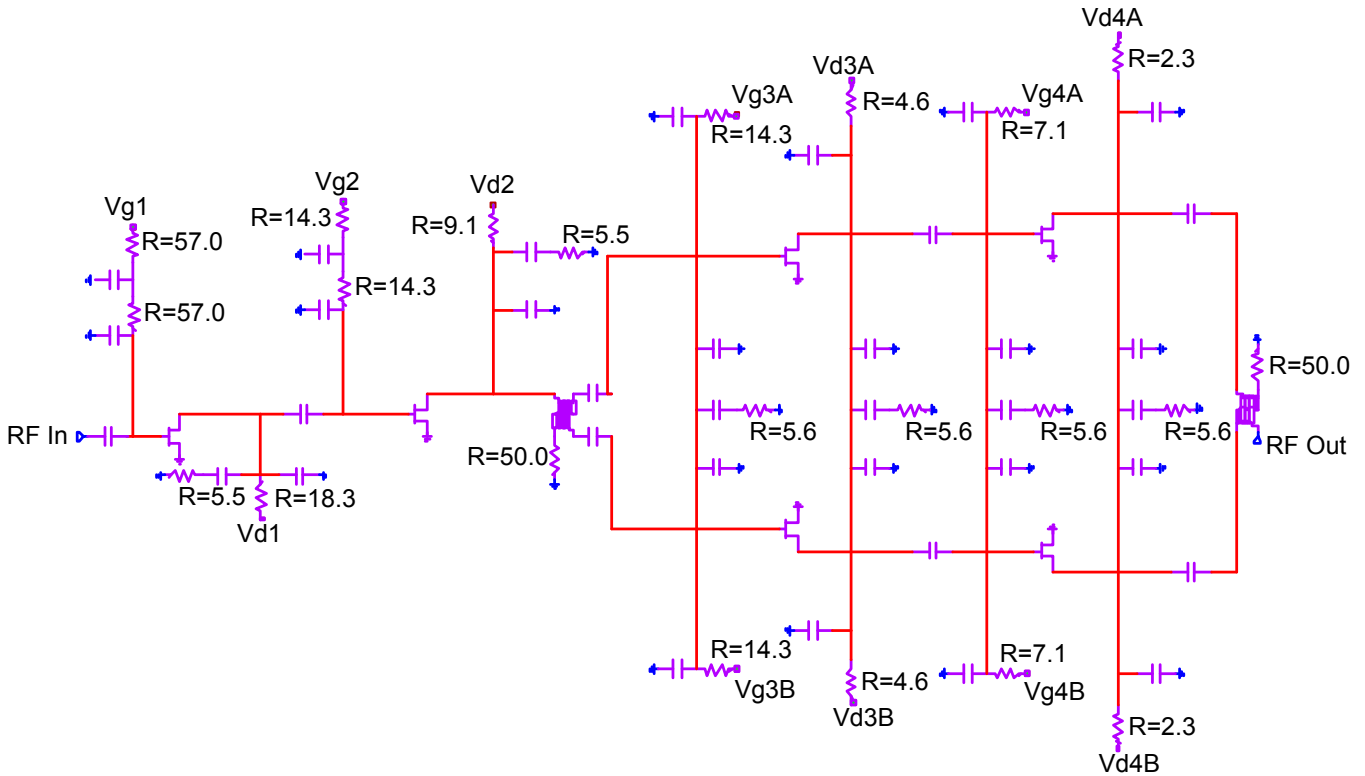 Vd4A
R=2.3
Vd3A
R=4.6
Vg3A
R=14.3
Vg4A
R=7.1
Vg2
R=14.3
R=14.3
Vd2
R=9.1
R=5.5
Vg1
R=57.0
R=57.0
RF In
R=5.5
R=18.3
Vd1
R=50.0
R=5.6
R=5.6
R=5.6
R=5.6
R=50.0
RF Out
R=14.3
Vg3B
R=4.6
Vd3B
R=7.1
Vg4B
R=2.3
Vd4B